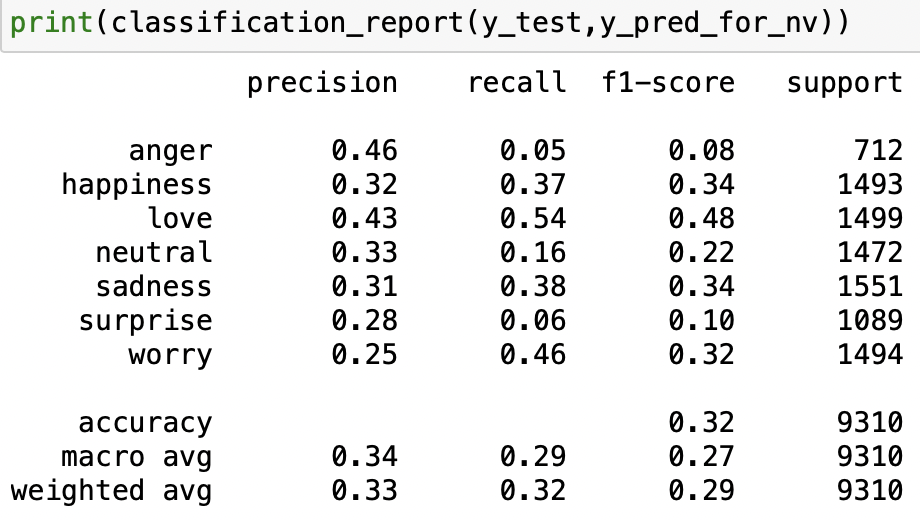 print(classification_report(y_test,y_pred_for_nv))
precision recall f1-score support
anger 0.46 0.05 0.08 712
happiness 0.32 0.37 0.34 1493
love 0.43 0.54 0.48 1499
neutral 0.33 0.16 0.22 1472
sadness 0.31 0.38 0.34 1551
surprise 0.28 0.06 0.10 1089
worry 0.25 0.46 0.32 1494
accuracy 0.32 9310
macro avg 0.34 0.29 0.27 9310
weighted avg 0.33 0.32 0.29 9310